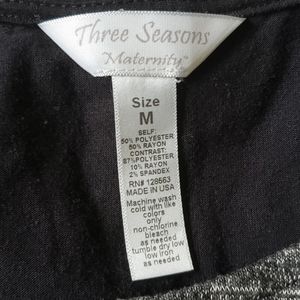 Three Seasons
Maternity™
Size
M
SELF:
50% POLYESTER
50% RAYON
CONTRAST:
87% POLYESTER
10% RAYON
2% SPANDEX
RN# 128563
MADE IN USA
Machine wash
cold with like
colors
only
non-chlorine
bleach
as needed
tumble dry low
low iron
as needed